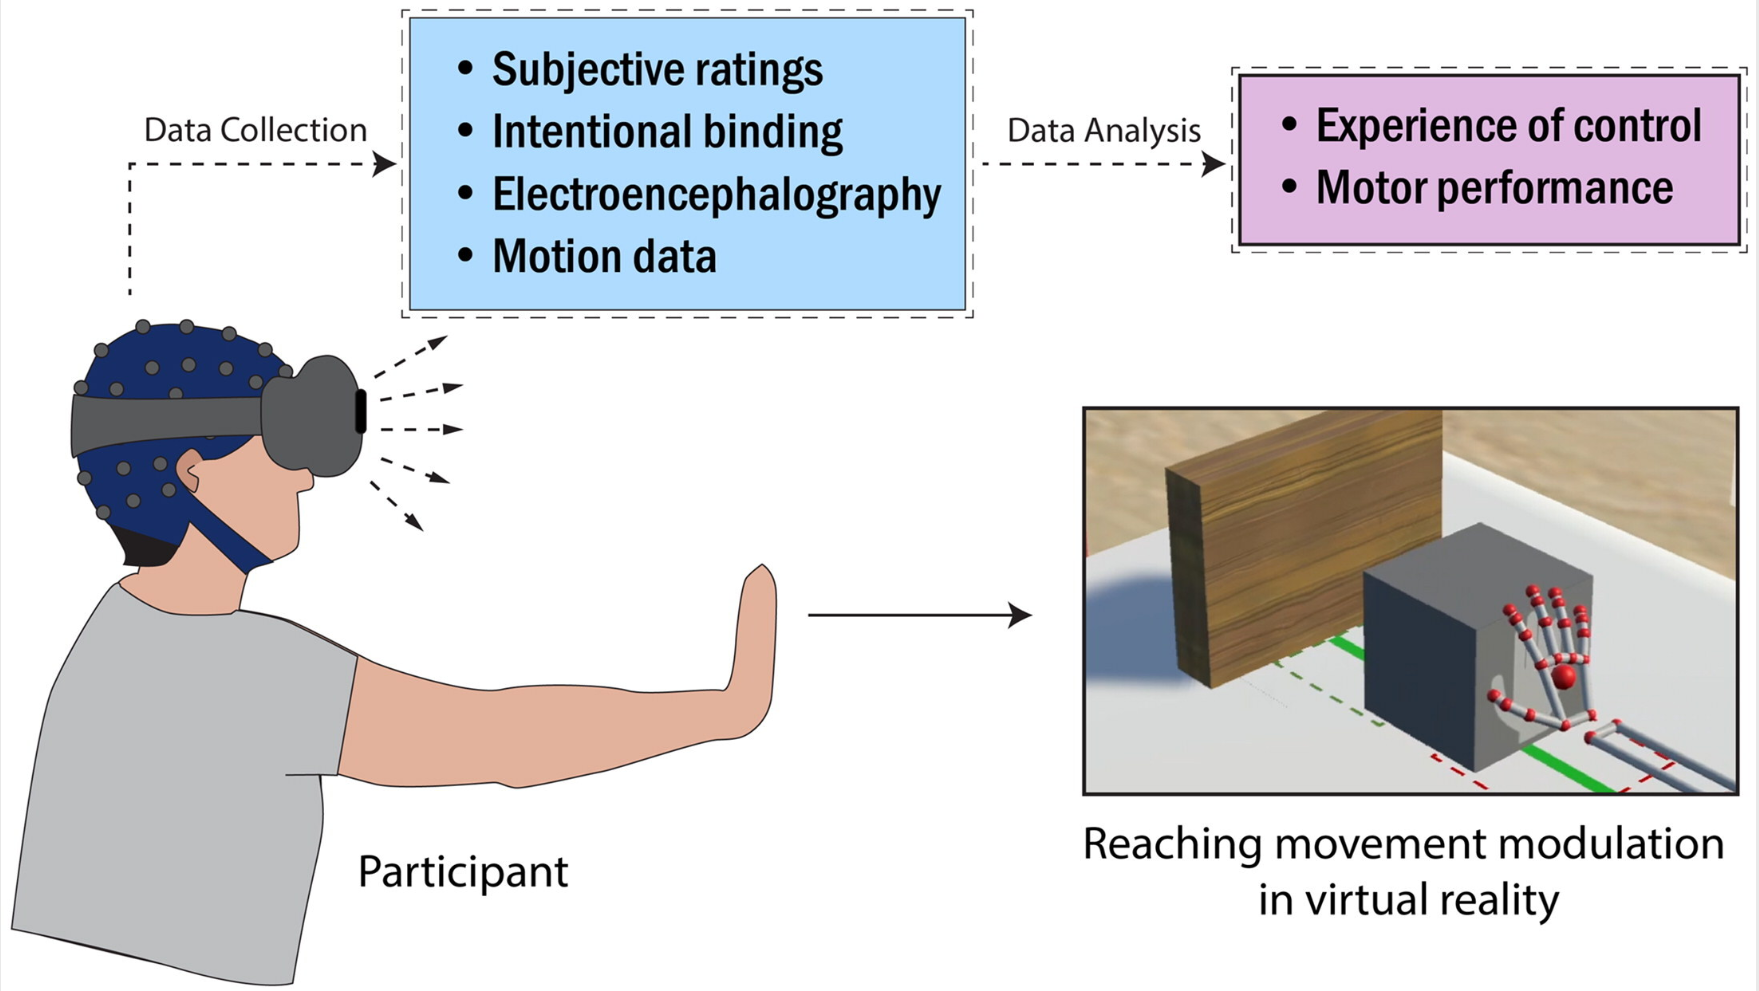 Data Collection
• Subjective ratings
• Intentional binding
• Electroencephalography
• Motion data
Data Analysis
• Experience of control
• Motor performance
Participant
Reaching movement modulation
in virtual reality